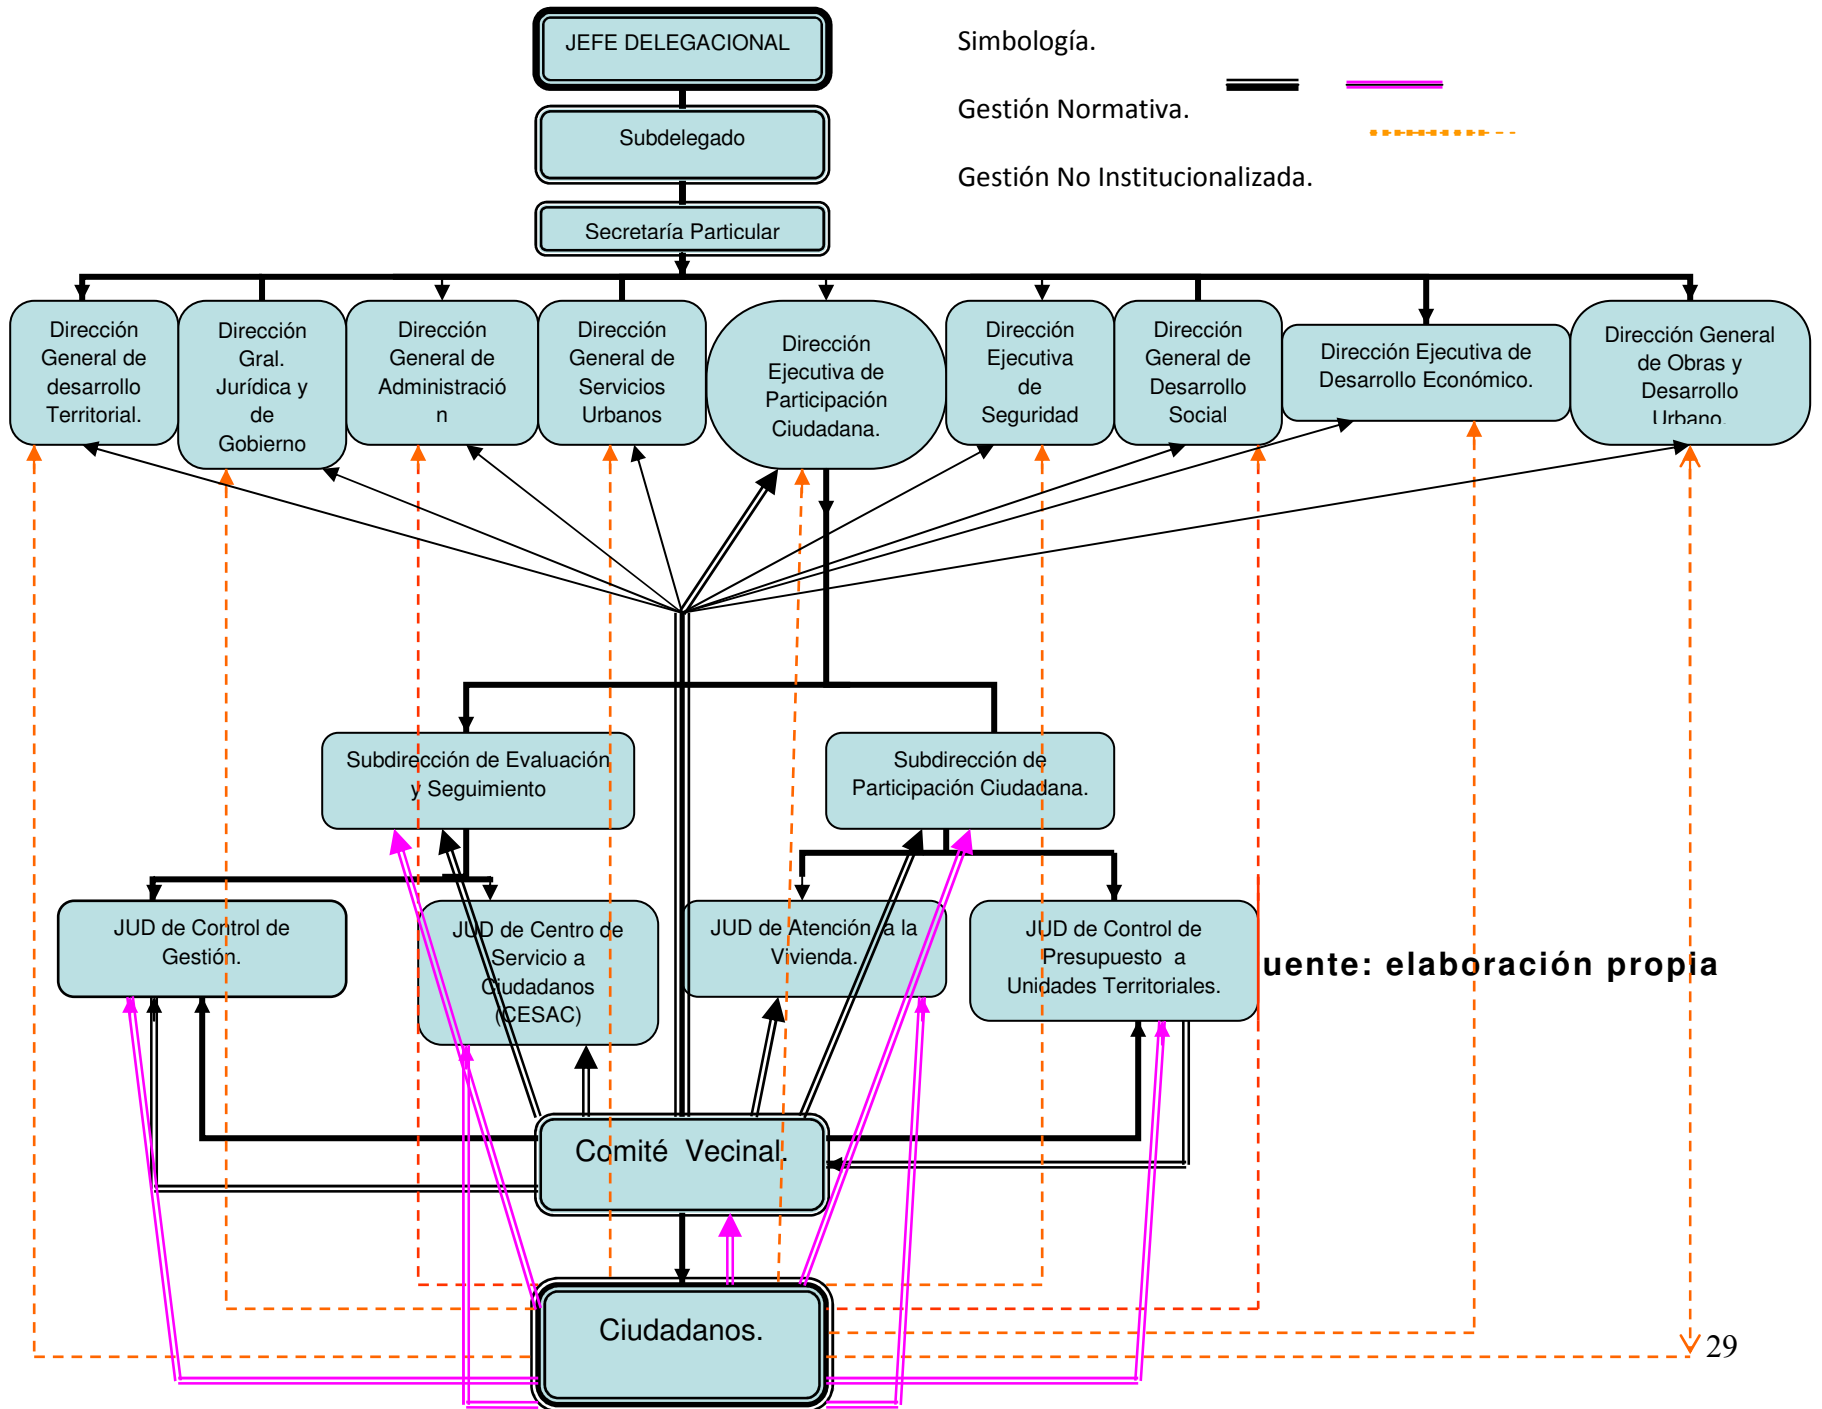 JEFE DELEGACIONAL
Simbología.
Gestión Normativa.
Gestión No Institucionalizada.
Subdelegado
Secretaría Particular
Dirección
General de
desarrollo
Territorial.
Dirección
Gral.
Jurídica y
de
Gobierno
Dirección
General de
Administració
n
Dirección
General de
Servicios
Urbanos
Dirección
Ejecutiva de
Participación
Ciudadana.
Dirección
Ejecutiva
de
Seguridad
Dirección
General de
Desarrollo
Social
Dirección Ejecutiva de
Desarrollo Económico.
Dirección General
de Obras y
Desarrollo
Urbano.
Subdirección de Evaluación
y Seguimiento
Subdirección de
Participación Ciudadana.
JUD de Control de
Gestión.
JUD de Centro de
Servicio a
Ciudadanos
(CESAC)
JUD de Atención a la
Vivienda.
JUD de Control de
Presupuesto a
Unidades Territoriales.
uente: elaboración propia
Comité Vecinal.
Ciudadanos.
29